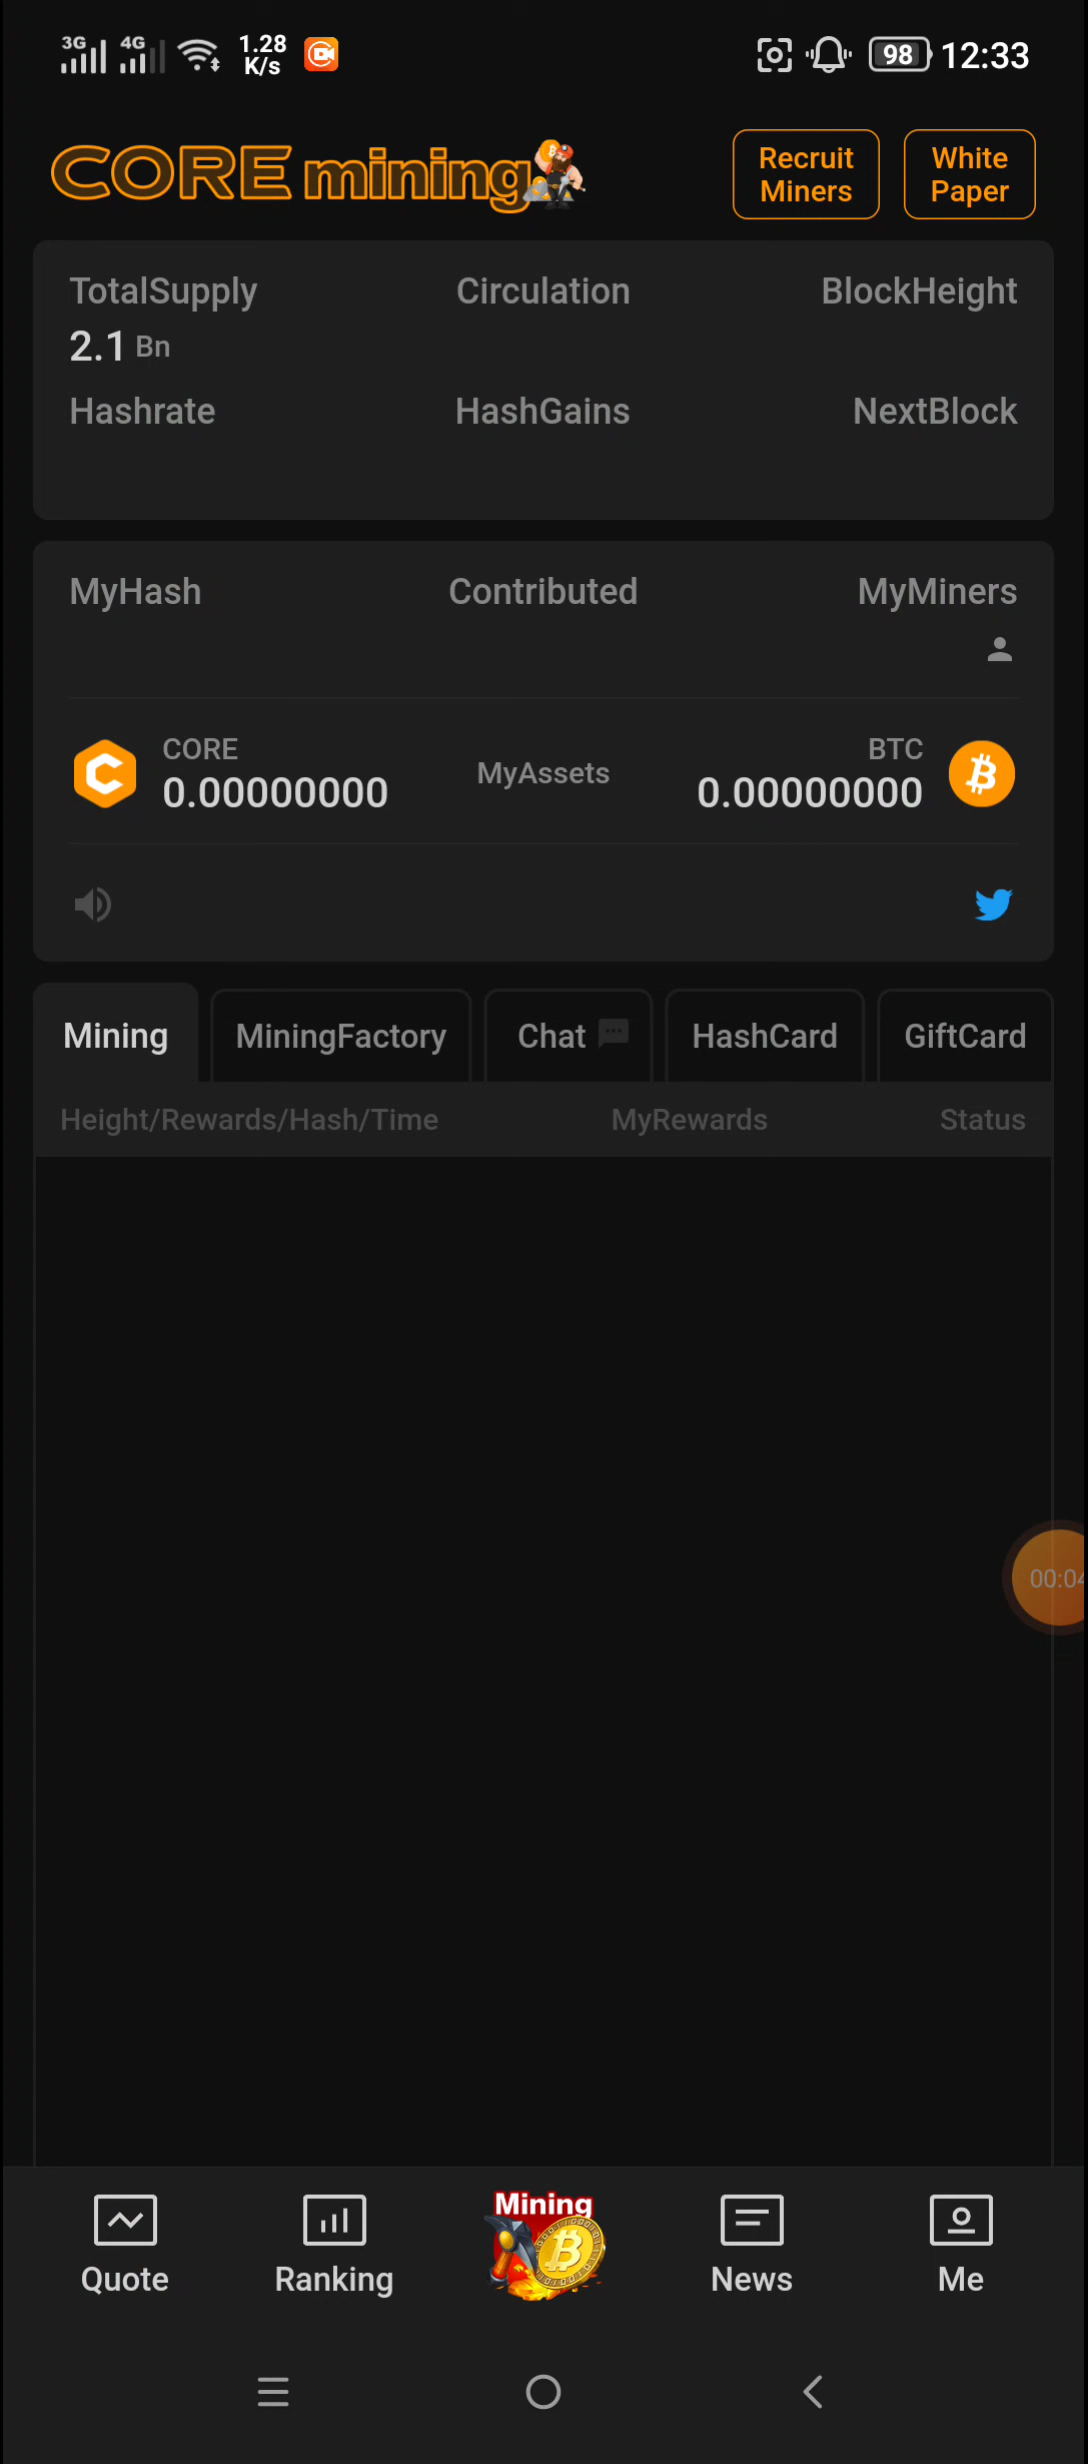 3G 4G 1.28 K/s 98 12:33
CORE mining
Recruit Miners
White Paper
TotalSupply Circulation BlockHeight
2.1 Bn
Hashrate HashGains NextBlock
MyHash Contributed MyMiners
CORE BTC
0.00000000 MyAssets 0.00000000
Mining MiningFactory Chat HashCard GiftCard
Height/Rewards/Hash/Time MyRewards Status
00:04
Mining
Quote Ranking News Me